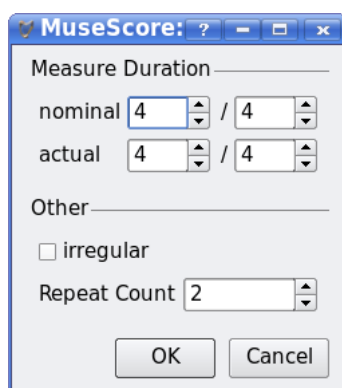 MuseScore: ?
Measure Duration
nominal 4 / 4
actual 4 / 4
Other
irregular
Repeat Count 2
OK Cancel